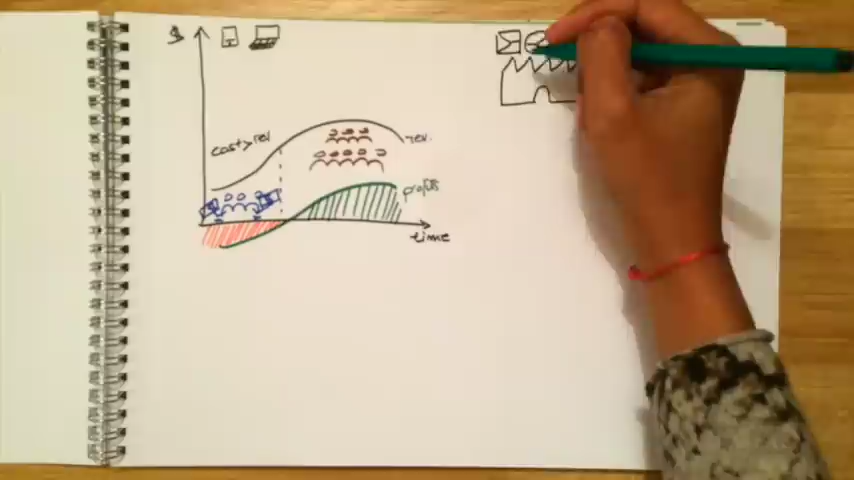 $
cost>rev
rev.
profits
time